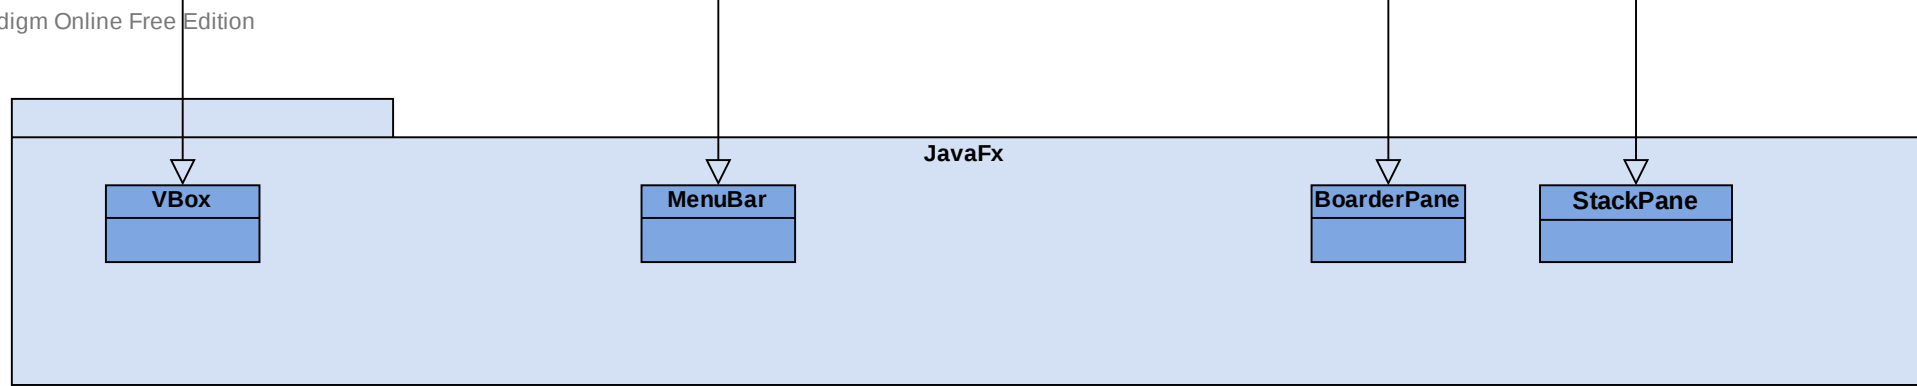 digm Online Free Edition
JavaFx
VBox
MenuBar
BoarderPane
StackPane